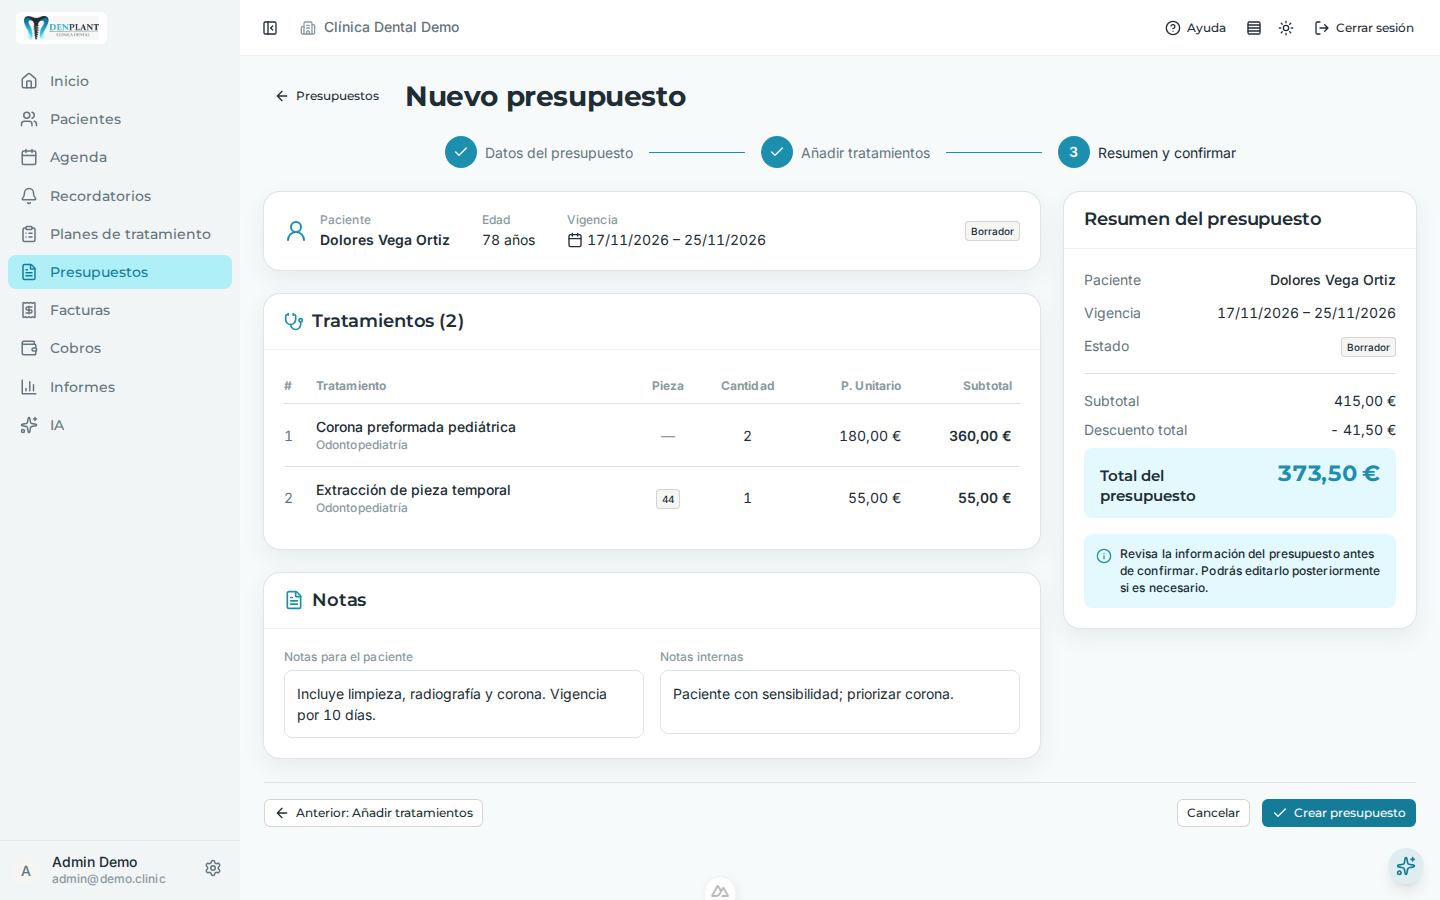 DENPLANT
CLÍNICA DENTAL
Clínica Dental Demo
Ayuda
Cerrar sesión
Inicio
Pacientes
Agenda
Recordatorios
Planes de tratamiento
Presupuestos
Facturas
Cobros
Informes
IA
Admin Demo
admin@demo.clinic
A
Presupuestos
Nuevo presupuesto
Datos del presupuesto
Añadir tratamientos
3 Resumen y confirmar
Paciente Edad Vigencia
Dolores Vega Ortiz 78 años 17/11/2026 – 25/11/2026
Borrador
Tratamientos (2)
# Tratamiento Pieza Cantidad P. Unitario Subtotal
1 Corona preformada pediátrica — 2 180,00 € 360,00 €
Odontopediatría
2 Extracción de pieza temporal 44 1 55,00 € 55,00 €
Odontopediatría
Notas
Notas para el paciente
Incluye limpieza, radiografía y corona. Vigencia
por 10 días.
Notas internas
Paciente con sensibilidad; priorizar corona.
Resumen del presupuesto
Paciente Dolores Vega Ortiz
Vigencia 17/11/2026 – 25/11/2026
Estado Borrador
Subtotal 415,00 €
Descuento total - 41,50 €
Total del
presupuesto
373,50 €
Revisa la información del presupuesto antes
de confirmar. Podrás editarlo posteriormente
si es necesario.
Anterior: Añadir tratamientos
Cancelar
Crear presupuesto